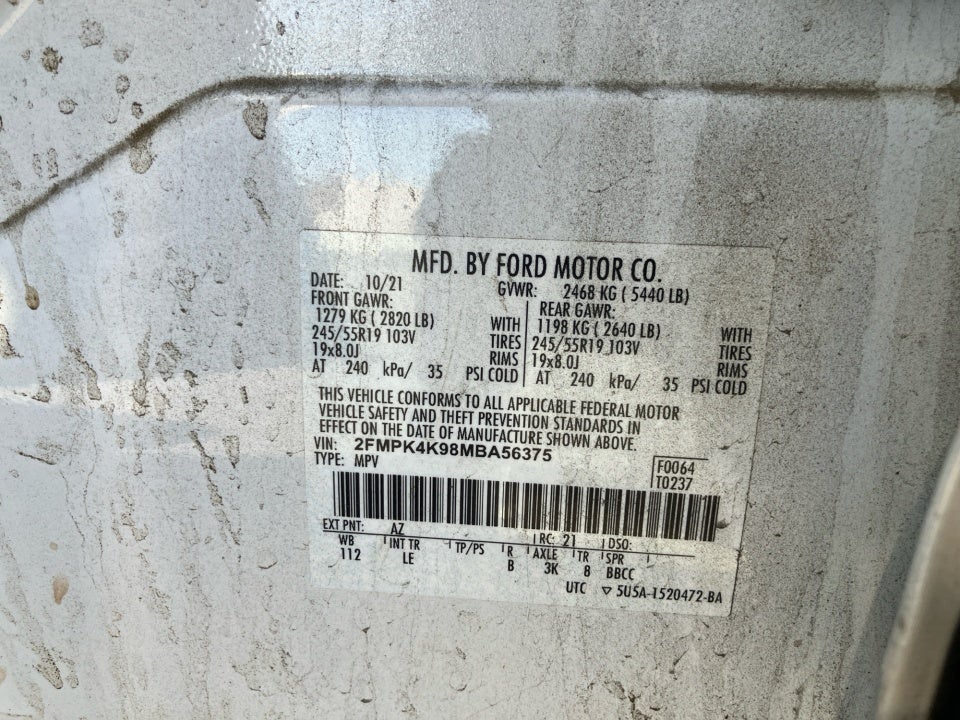 MFD. BY FORD MOTOR CO.
DATE: 10/21 GVWR: 2468 KG ( 5440 LB)
FRONT GAWR: REAR GAWR:
1279 KG ( 2820 LB) WITH 1198 KG ( 2640 LB) WITH
245/55R19 103V TIRES 245/55R19 103V TIRES
19x8.0J RIMS 19x8.0J RIMS
AT 240 kPa/ 35 PSI COLD AT 240 kPa/ 35 PSI COLD
THIS VEHICLE CONFORMS TO ALL APPLICABLE FEDERAL MOTOR
VEHICLE SAFETY AND THEFT PREVENTION STANDARDS IN
EFFECT ON THE DATE OF MANUFACTURE SHOWN ABOVE.
VIN: 2FMPK4K98MBA56375
TYPE: MPV
F0064
T0237
EXT PNT: AZ RC: 21 DSO:
WB INT TR TP/PS R AXLE TR SPR
112 LE B 3K 8 BBCC
UTC ▽ 5U5A-1520472-BA